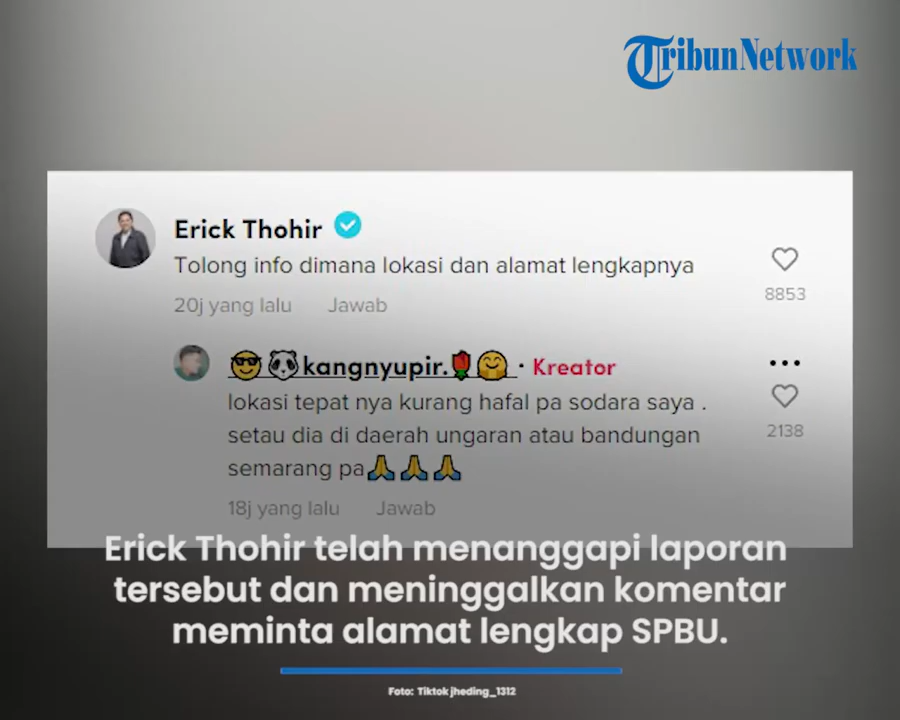 Tribun Network
Erick Thohir
Tolong info dimana lokasi dan alamat lengkapnya
20j yang lalu Jawab
8853
😎🐼kangnyupir.🌹🤗 · Kreator
lokasi tepat nya kurang hafal pa sodara saya .
setau dia di daerah ungaran atau bandungan
semarang pa🙏🙏🙏
2138
18j yang lalu Jawab
Erick Thohir telah menanggapi laporan
tersebut dan meninggalkan komentar
meminta alamat lengkap SPBU.
Foto: Tiktok jheding_1312